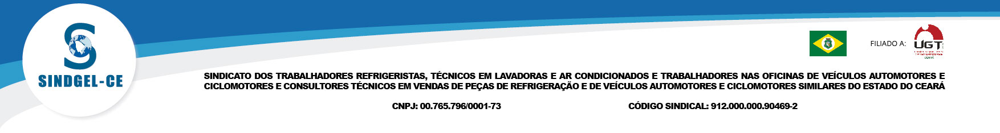 SINDGEL-CE
FILIADO A:
UGT
CEARÁ
SINDICATO DOS TRABALHADORES REFRIGERISTAS, TÉCNICOS EM LAVADORAS E AR CONDICIONADOS E TRABALHADORES NAS OFICINAS DE VEÍCULOS AUTOMOTORES E
CICLOMOTORES E CONSULTORES TÉCNICOS EM VENDAS DE PEÇAS DE REFRIGERAÇÃO E DE VEÍCULOS AUTOMOTORES E CICLOMOTORES SIMILARES DO ESTADO DO CEARÁ
CNPJ: 00.765.796/0001-73 CÓDIGO SINDICAL: 912.000.000.90469-2